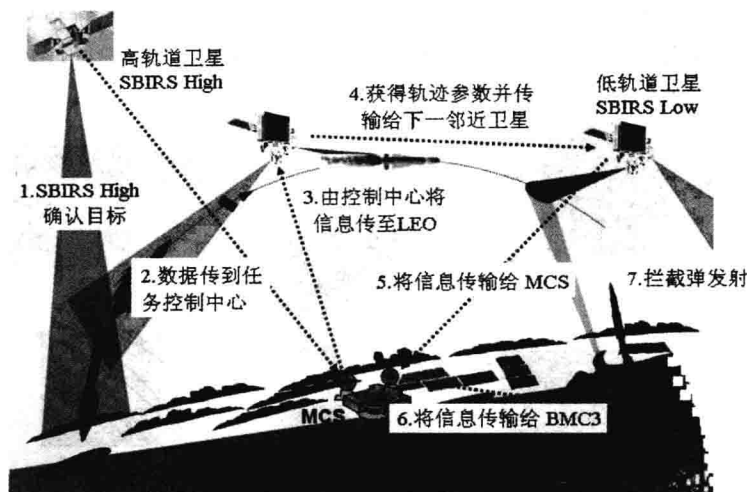 高轨道卫星
SBIRS High
4.获得轨迹参数并传
输给下一邻近卫星
低轨道卫星
SBIRS Low
1.SBIRS High
确认目标
3.由控制中心将
信息传至LEO
2.数据传到任
务控制中心
5.将信息传输给 MCS
7.拦截弹发射
MCS
6.将信息传输给 BMC3